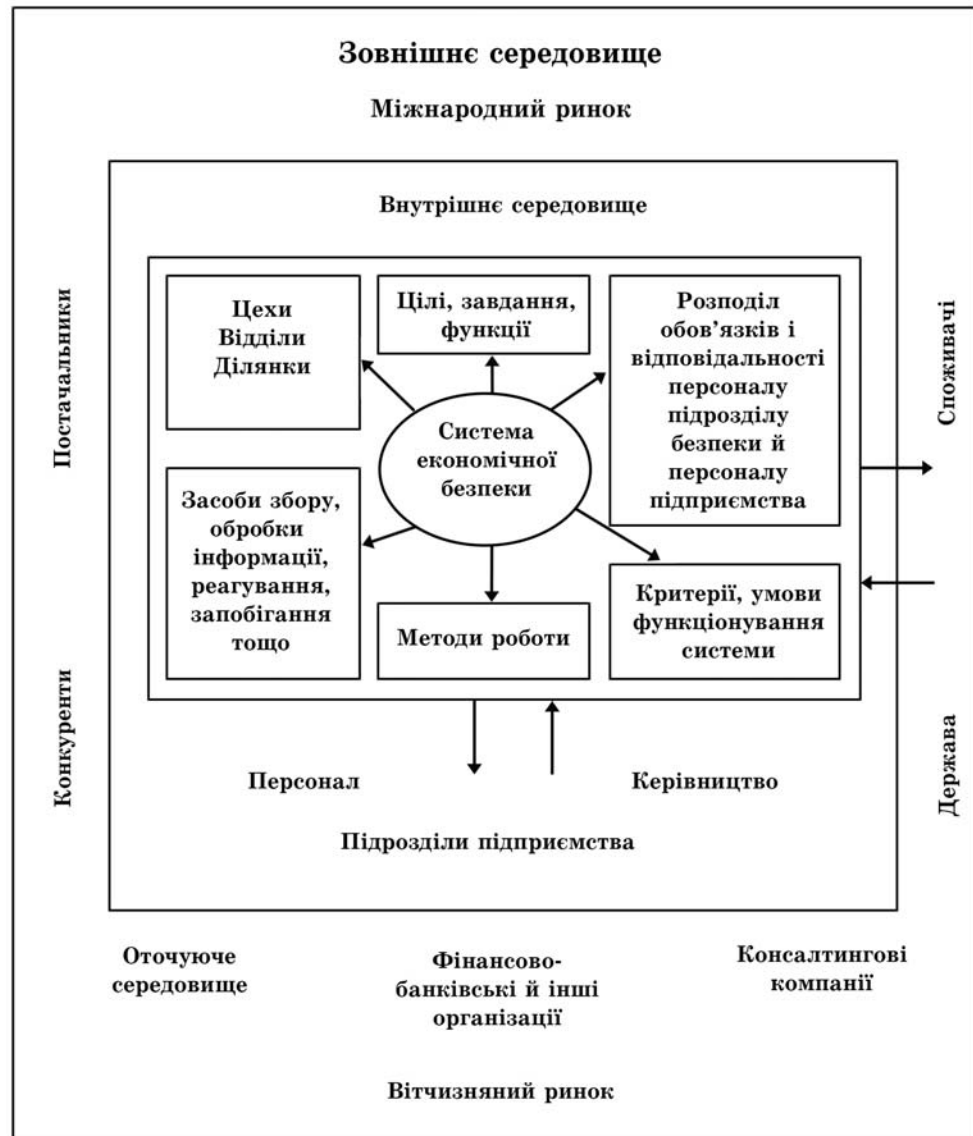 Зовнішнє середовище
Міжнародний ринок
Внутрішнє середовище
Постачальники
Конкуренти
Цехи
Відділи
Ділянки
Цілі, завдання,
функції
Розподіл
обов’язків і
відповідальності
персоналу
підрозділу
безпеки й
персоналу
підприємства
Система
економічної
безпеки
Засоби збору,
обробки
інформації,
реагування,
запобігання
тощо
Методи роботи
Критерії, умови
функціонування
системи
Споживачі
Держава
Персонал
Керівництво
Підрозділи підприємства
Оточуюче
середовище
Фінансово-
банківські й інші
організації
Консалтингові
компанії
Вітчизняний ринок